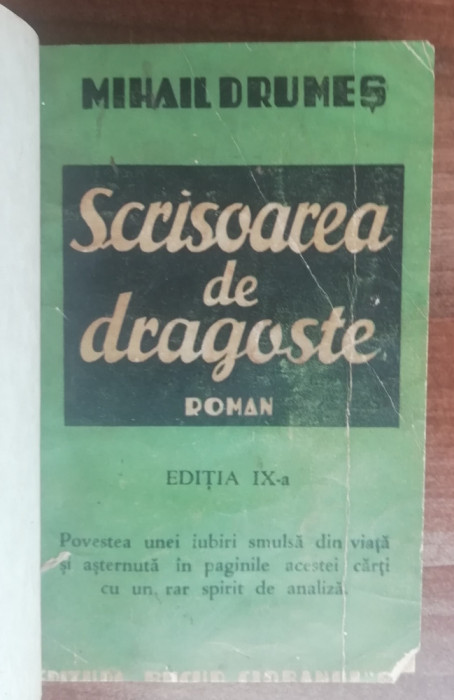 MIHAIL DRUMEȘ
Scrisoarea
de
dragoste
ROMAN
EDIȚIA IX-a
Povestea unei iubiri smulsă din viață
și așternută în paginile acestei cărți
cu un rar spirit de analiză.